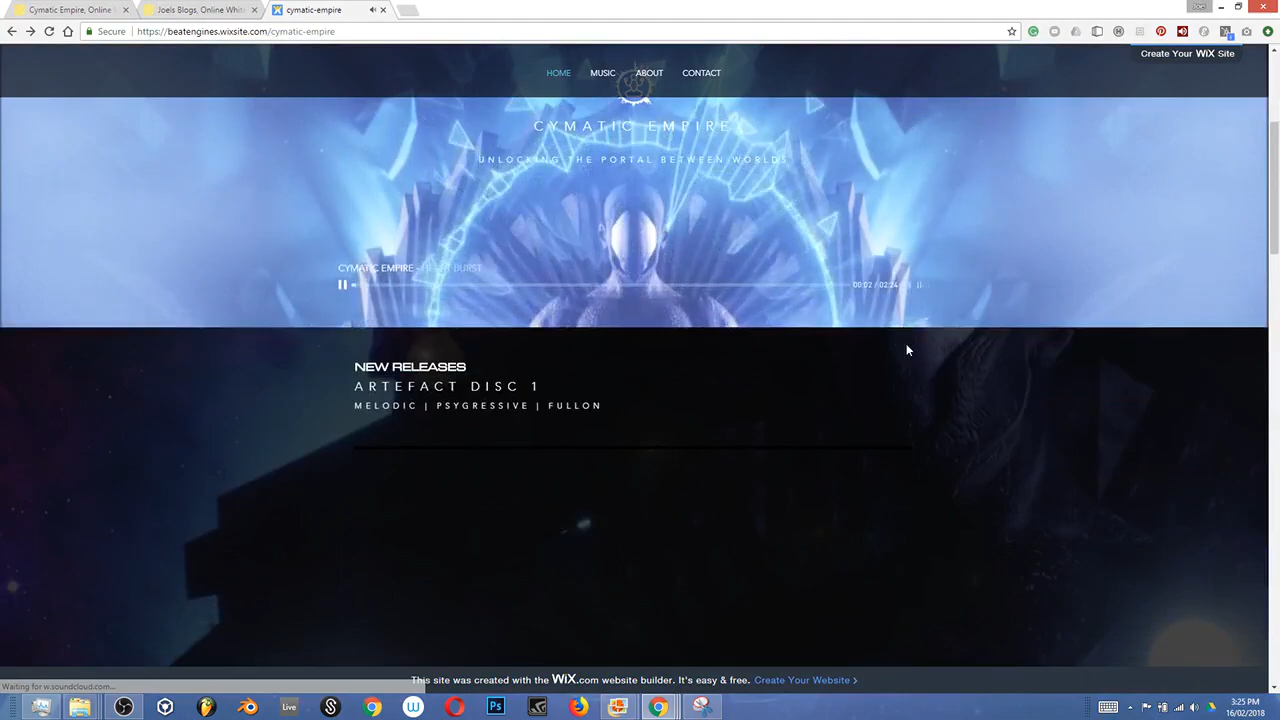 Cymatic Empire, Online
Joels Blogs, Online Whit
cymatic-empire
Secure
https://beatengines.wixsite.com/cymatic-empire
Create Your WiX Site
HOME MUSIC ABOUT CONTACT
CYMATIC EMPIRE
UNLOCKING THE PORTAL BETWEEN WORLDS
CYMATIC EMPIRE - HEART BURST
00:02 / 02:24
NEW RELEASES
ARTEFACT DISC 1
MELODIC | PSYGRESSIVE | FULLON
This site was created with the WiX.com website builder. It's easy & free. Create Your Website >
Waiting for w.soundcloud.com...
Live
Ps
3:25 PM
16/02/2018